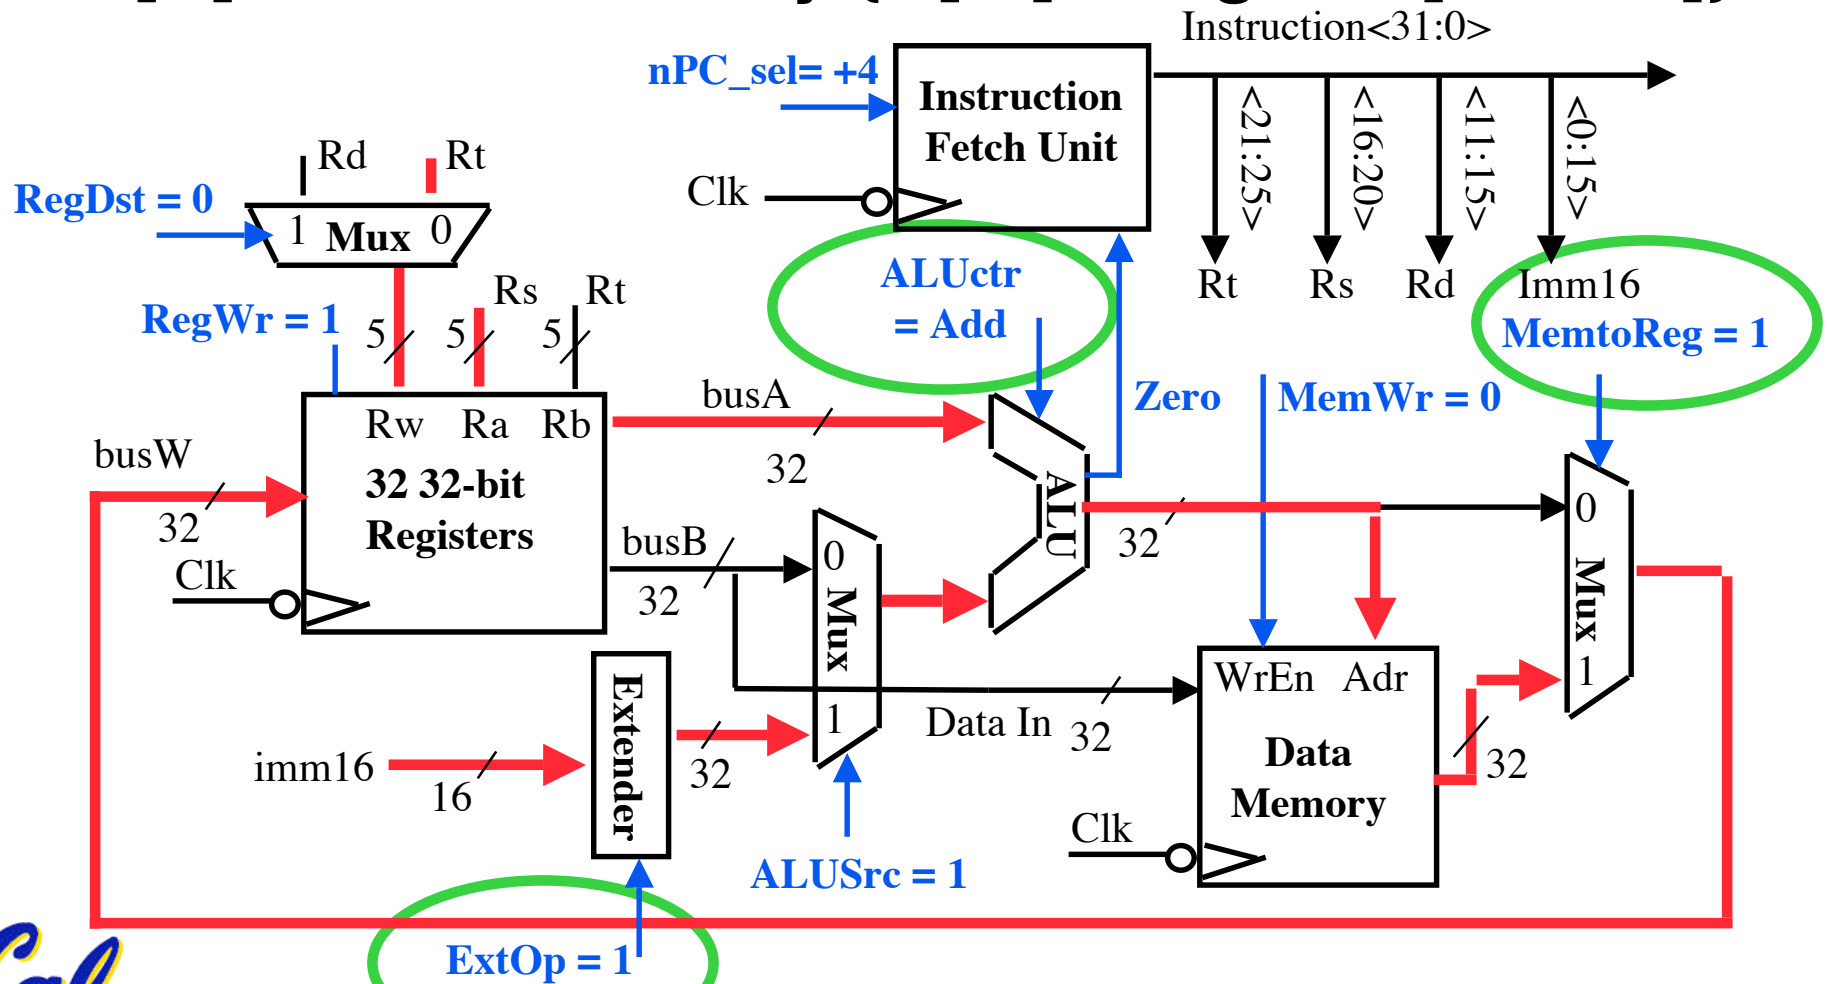 Instruction<31:0>
nPC_sel= +4
Instruction
Fetch Unit
Clk
<21:25>
<16:20>
<11:15>
<0:15>
Rt
Rs
Rd
Imm16
Rd
Rt
RegDst = 0
1
Mux
0
RegWr = 1
5
5
Rs
5
Rt
ALUctr
= Add
MemtoReg = 1
Zero
MemWr = 0
busA
32
busW
32
Rw
Ra
Rb
32 32-bit
Registers
Clk
busB
32
0
Mux
1
ALU
32
0
Mux
1
imm16
16
Extender
32
Data In
32
WrEn
Adr
Data
Memory
32
Clk
ALUSrc = 1
ExtOp = 1
Cal